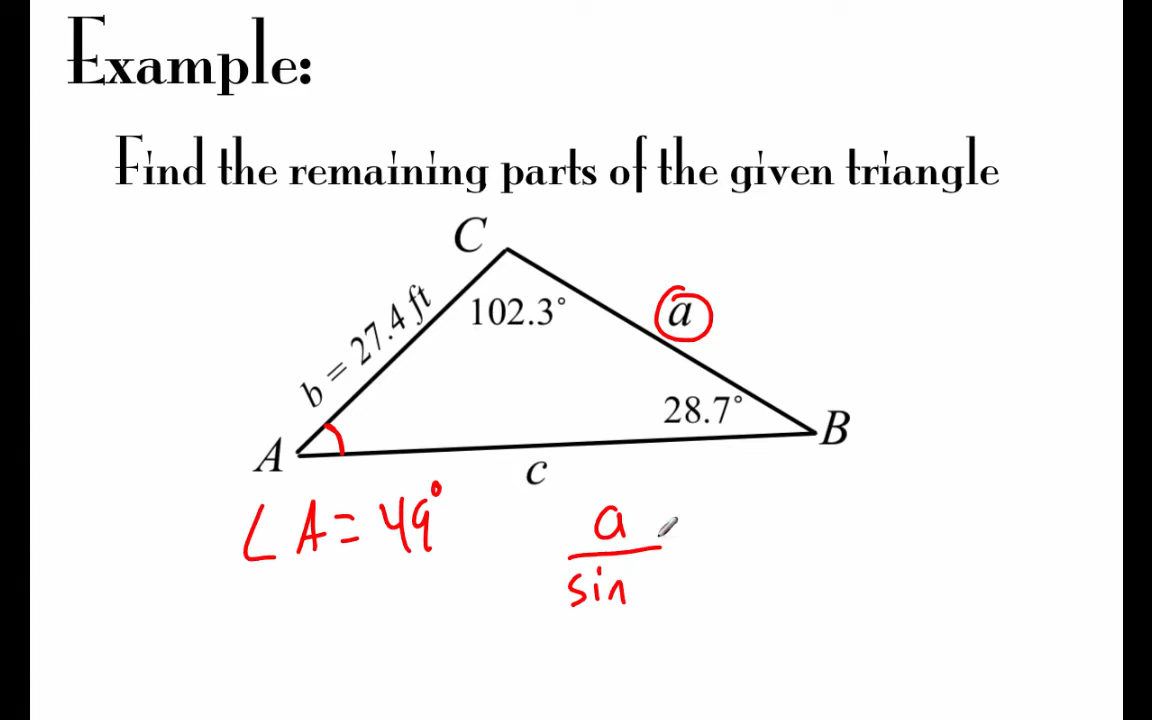 Example:
Find the remaining parts of the given triangle
C
b = 27.4 ft
102.3°
a
28.7°
A
B
c
∠A = 49°
a
sin